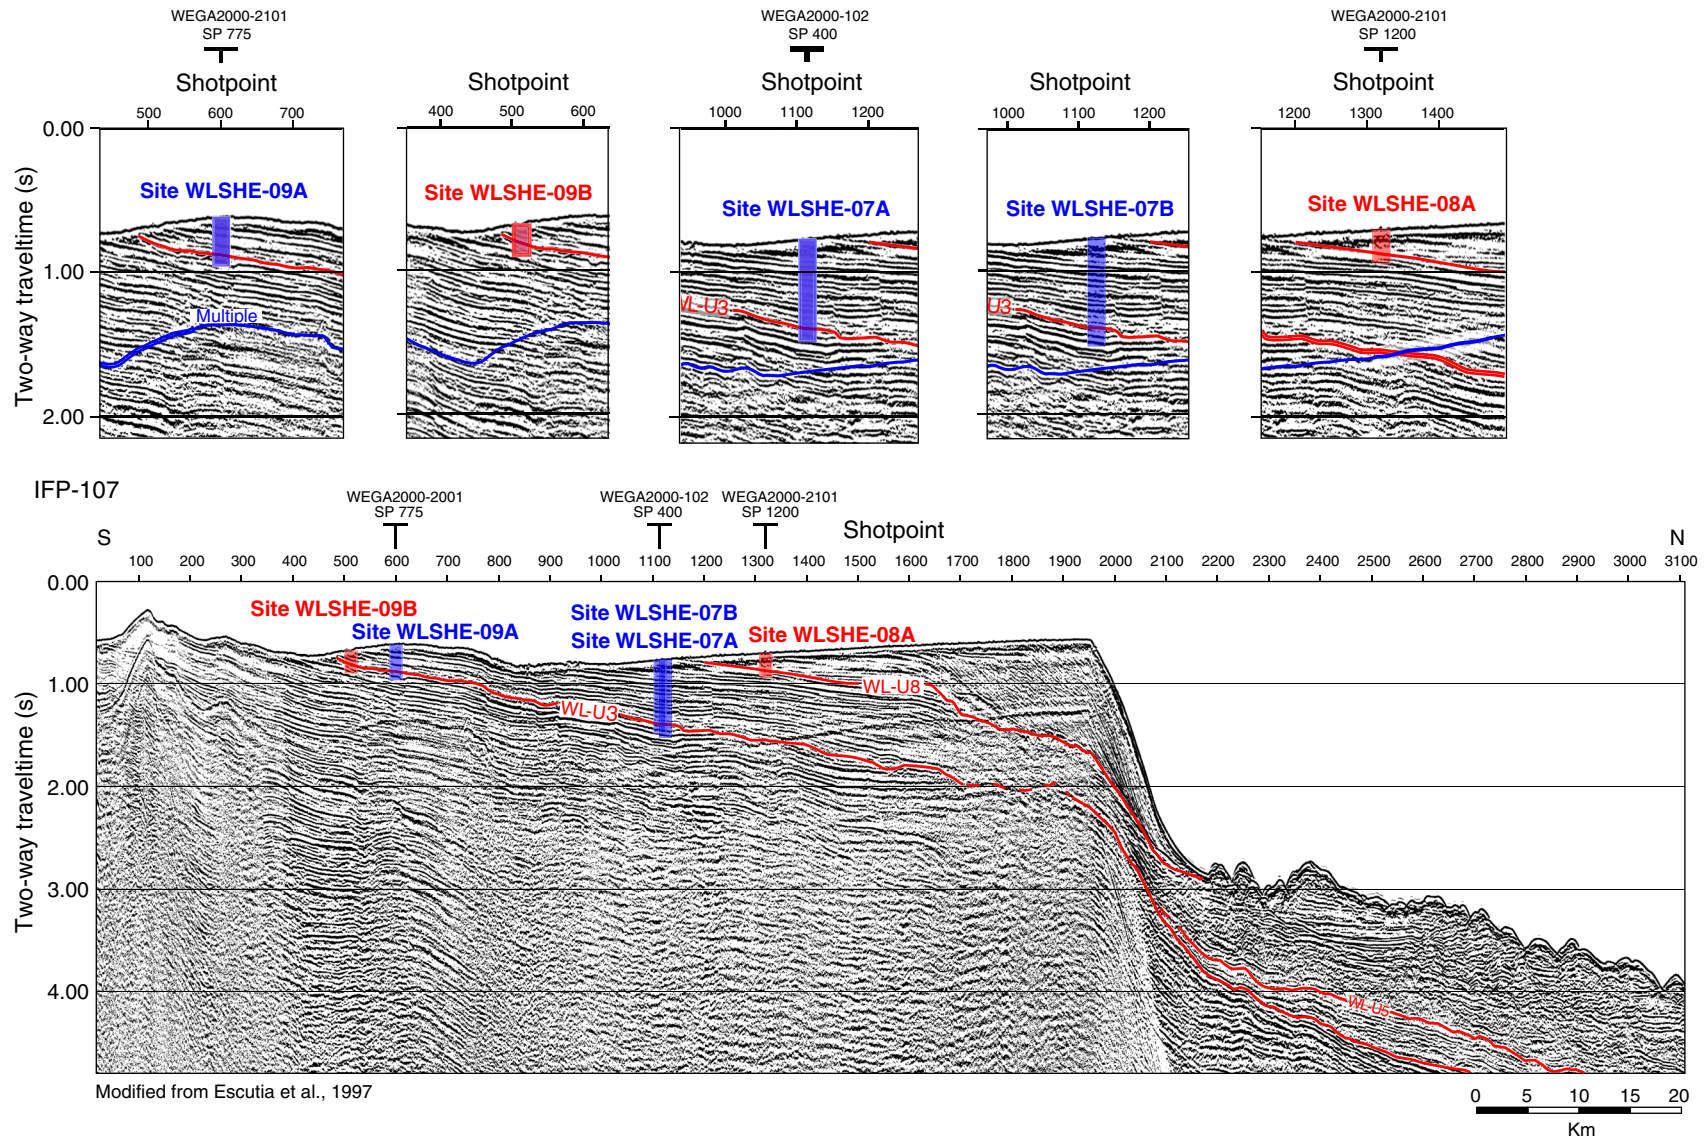 WEGA2000-2101
SP 775
WEGA2000-102
SP 400
WEGA2000-2101
SP 1200
Shotpoint
Shotpoint
Shotpoint
Shotpoint
Shotpoint
500 600 700
400 500 600
1000 1100 1200
1000 1100 1200
1200 1300 1400
Two-way traveltime (s)
0.00
1.00
2.00
Site WLSHE-09A
Site WLSHE-09B
Site WLSHE-07A
Site WLSHE-07B
Site WLSHE-08A
Multiple
WL-U3
U3
IFP-107
WEGA2000-2001
SP 775
WEGA2000-102
SP 400
WEGA2000-2101
SP 1200
Shotpoint
S
N
100 200 300 400 500 600 700 800 900 1000 1100 1200 1300 1400 1500 1600 1700 1800 1900 2000 2100 2200 2300 2400 2500 2600 2700 2800 2900 3000 3100
Two-way traveltime (s)
0.00
1.00
2.00
3.00
4.00
Site WLSHE-09B
Site WLSHE-09A
Site WLSHE-07B
Site WLSHE-07A
Site WLSHE-08A
WL-U8
WL-U3
WL-U5
Modified from Escutia et al., 1997
0 5 10 15 20
Km